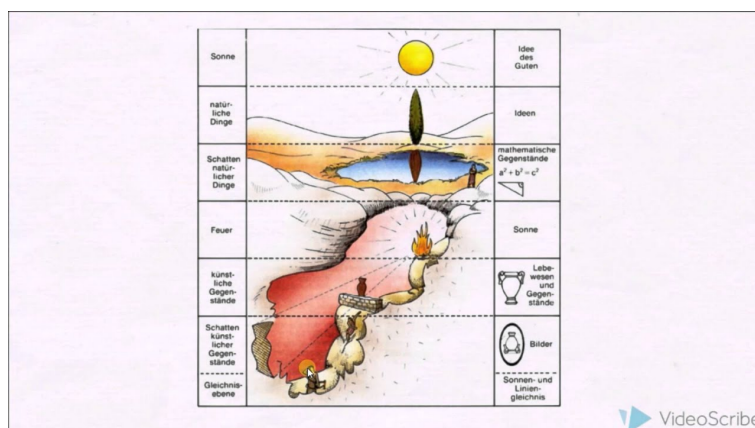 Sonne
Idee
des
Guten
natür-
liche
Dinge
Ideen
Schatten
natür-
licher
Dinge
mathematische
Gegenstände
a² + b² = c²
Feuer
Sonne
künst-
liche
Gegen-
stände
Lebe-
wesen
und
Gegen-
stände
Schatten
künst-
licher
Gegen-
stände
Bilder
Gleichnis-
ebene
Sonnen- und
Linien-
gleichnis
VideoScribe